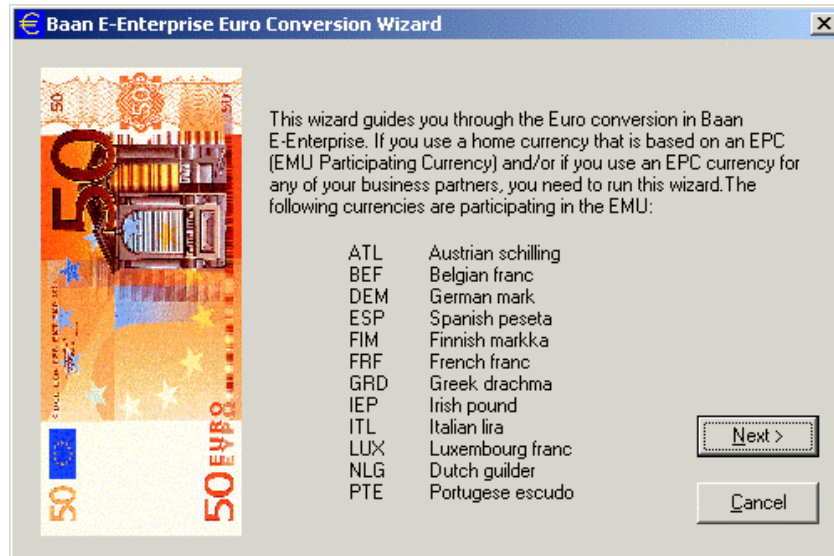 Baan E-Enterprise Euro Conversion Wizard
50
50
50
50
This wizard guides you through the Euro conversion in Baan
E-Enterprise. If you use a home currency that is based on an EPC
(EMU Participating Currency) and/or if you use an EPC currency for
any of your business partners, you need to run this wizard.The
following currencies are participating in the EMU:
ATL Austrian schilling
BEF Belgian franc
DEM German mark
ESP Spanish peseta
FIM Finnish markka
FRF French franc
GRD Greek drachma
IEP Irish pound
ITL Italian lira
LUX Luxembourg franc
NLG Dutch guilder
PTE Portugese escudo
50
50 EURO
ΕΥΡΩ
Next >
Cancel